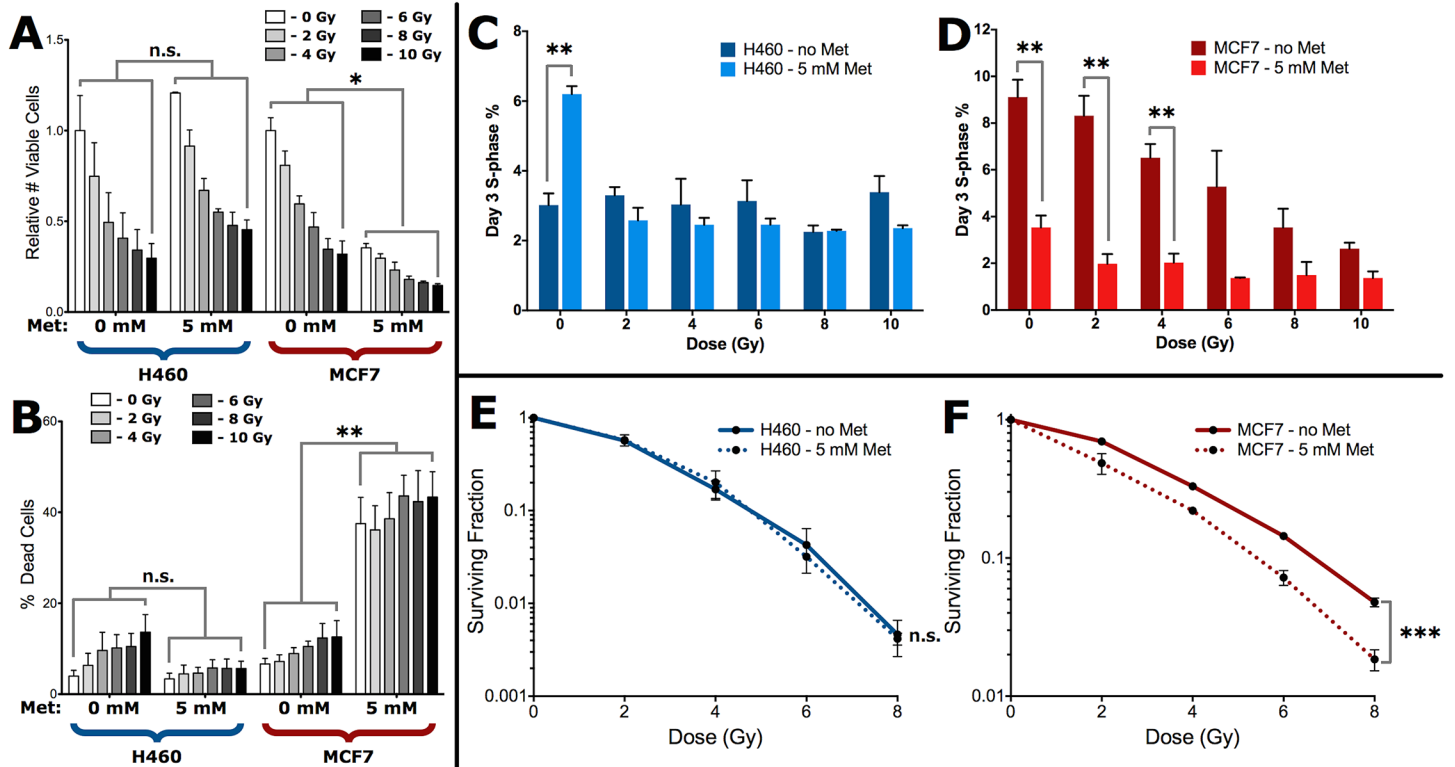 A
- 0 Gy
- 2 Gy
- 4 Gy
- 6 Gy
- 8 Gy
- 10 Gy
Relative # Viable Cells
1.5
1.0
0.5
0.0
n.s.
*
Met: 0 mM 5 mM 0 mM 5 mM
H460 MCF7
B
- 0 Gy
- 2 Gy
- 4 Gy
- 6 Gy
- 8 Gy
- 10 Gy
% Dead Cells
60
40
20
0
n.s.
**
Met: 0 mM 5 mM 0 mM 5 mM
H460 MCF7
C
H460 - no Met
H460 - 5 mM Met
Day 3 S-phase %
8
6
4
2
0
**
0 2 4 6 8 10
Dose (Gy)
D
MCF7 - no Met
MCF7 - 5 mM Met
Day 3 S-phase %
12
10
8
6
4
2
0
**
**
**
0 2 4 6 8 10
Dose (Gy)
E
H460 - no Met
H460 - 5 mM Met
Surviving Fraction
1
0.1
0.01
0.001
n.s.
0 2 4 6 8
Dose (Gy)
F
MCF7 - no Met
MCF7 - 5 mM Met
Surviving Fraction
1
0.1
0.01
***
0 2 4 6 8
Dose (Gy)